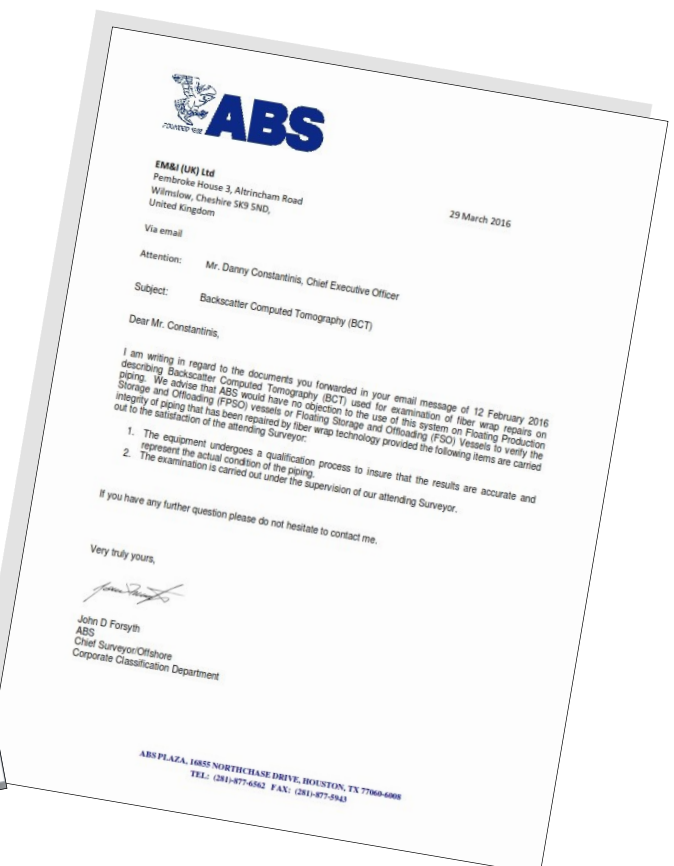 FOUNDED 1862
ABS
EM&I (UK) Ltd
Pembroke House 3, Altrincham Road
Wilmslow, Cheshire SK9 5ND,
United Kingdom
29 March 2016
Via email
Attention: Mr. Danny Constantinis, Chief Executive Officer
Subject: Backscatter Computed Tomography (BCT)
Dear Mr. Constantinis,
I am writing in regard to the documents you forwarded in your email message of 12 February 2016
describing Backscatter Computed Tomography (BCT) used for examination of fiber wrap repairs on
piping. We advise that ABS would have no objection to the use of this system on Floating Production
Storage and Offloading (FPSO) vessels or Floating Storage and Offloading (FSO) Vessels to verify the
integrity of piping that has been repaired by fiber wrap technology provided the following items are carried
out to the satisfaction of the attending Surveyor:
1. The equipment undergoes a qualification process to insure that the results are accurate and
represent the actual condition of the piping.
2. The examination is carried out under the supervision of our attending Surveyor.
If you have any further question please do not hesitate to contact me.
Very truly yours,
John D Forsyth
ABS
Chief Surveyor/Offshore
Corporate Classification Department
ABS PLAZA, 16855 NORTHCHASE DRIVE, HOUSTON, TX 77060-6008
TEL: (281)-877-6562 FAX: (281)-877-5943